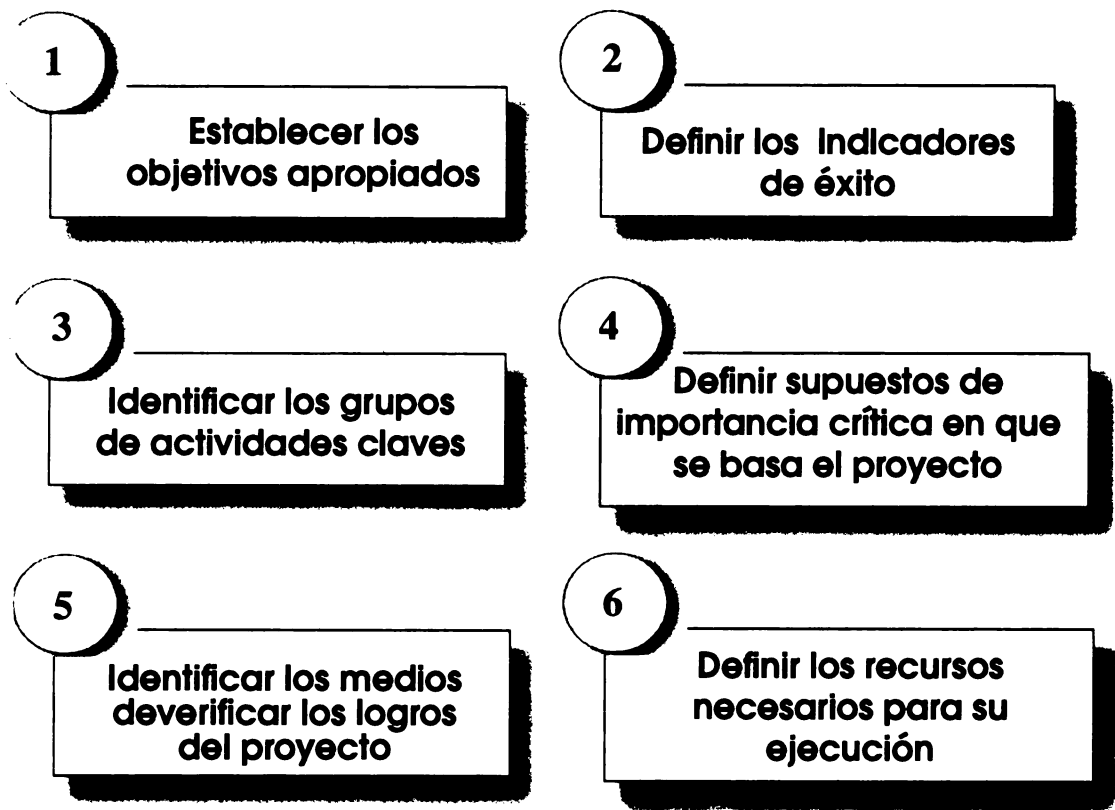 1
Establecer los
objetivos apropiados
2
Definir los Indicadores
de éxito
3
Identificar los grupos
de actividades claves
4
Definir supuestos de
importancia crítica en que
se basa el proyecto
5
Identificar los medios
deverificar los logros
del proyecto
6
Definir los recursos
necesarios para su
ejecución